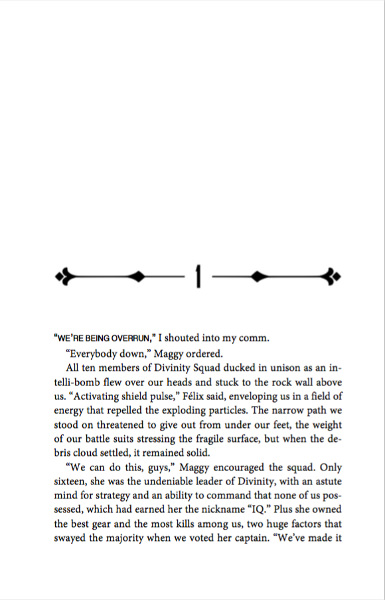 1
"WE'RE BEING OVERRUN," I shouted into my comm.
"Everybody down," Maggy ordered.
All ten members of Divinity Squad ducked in unison as an in-
telli-bomb flew over our heads and stuck to the rock wall above
us. "Activating shield pulse," Félix said, enveloping us in a field of
energy that repelled the exploding particles. The narrow path we
stood on threatened to give out from under our feet, the weight
of our battle suits stressing the fragile surface, but when the de-
bris cloud settled, it remained solid.
"We can do this, guys," Maggy encouraged the squad. Only
sixteen, she was the undeniable leader of Divinity, with an astute
mind for strategy and an ability to command that none of us pos-
sessed, which had earned her the nickname "IQ." Plus she owned
the best gear and the most kills among us, two huge factors that
swayed the majority when we voted her captain. "We've made it